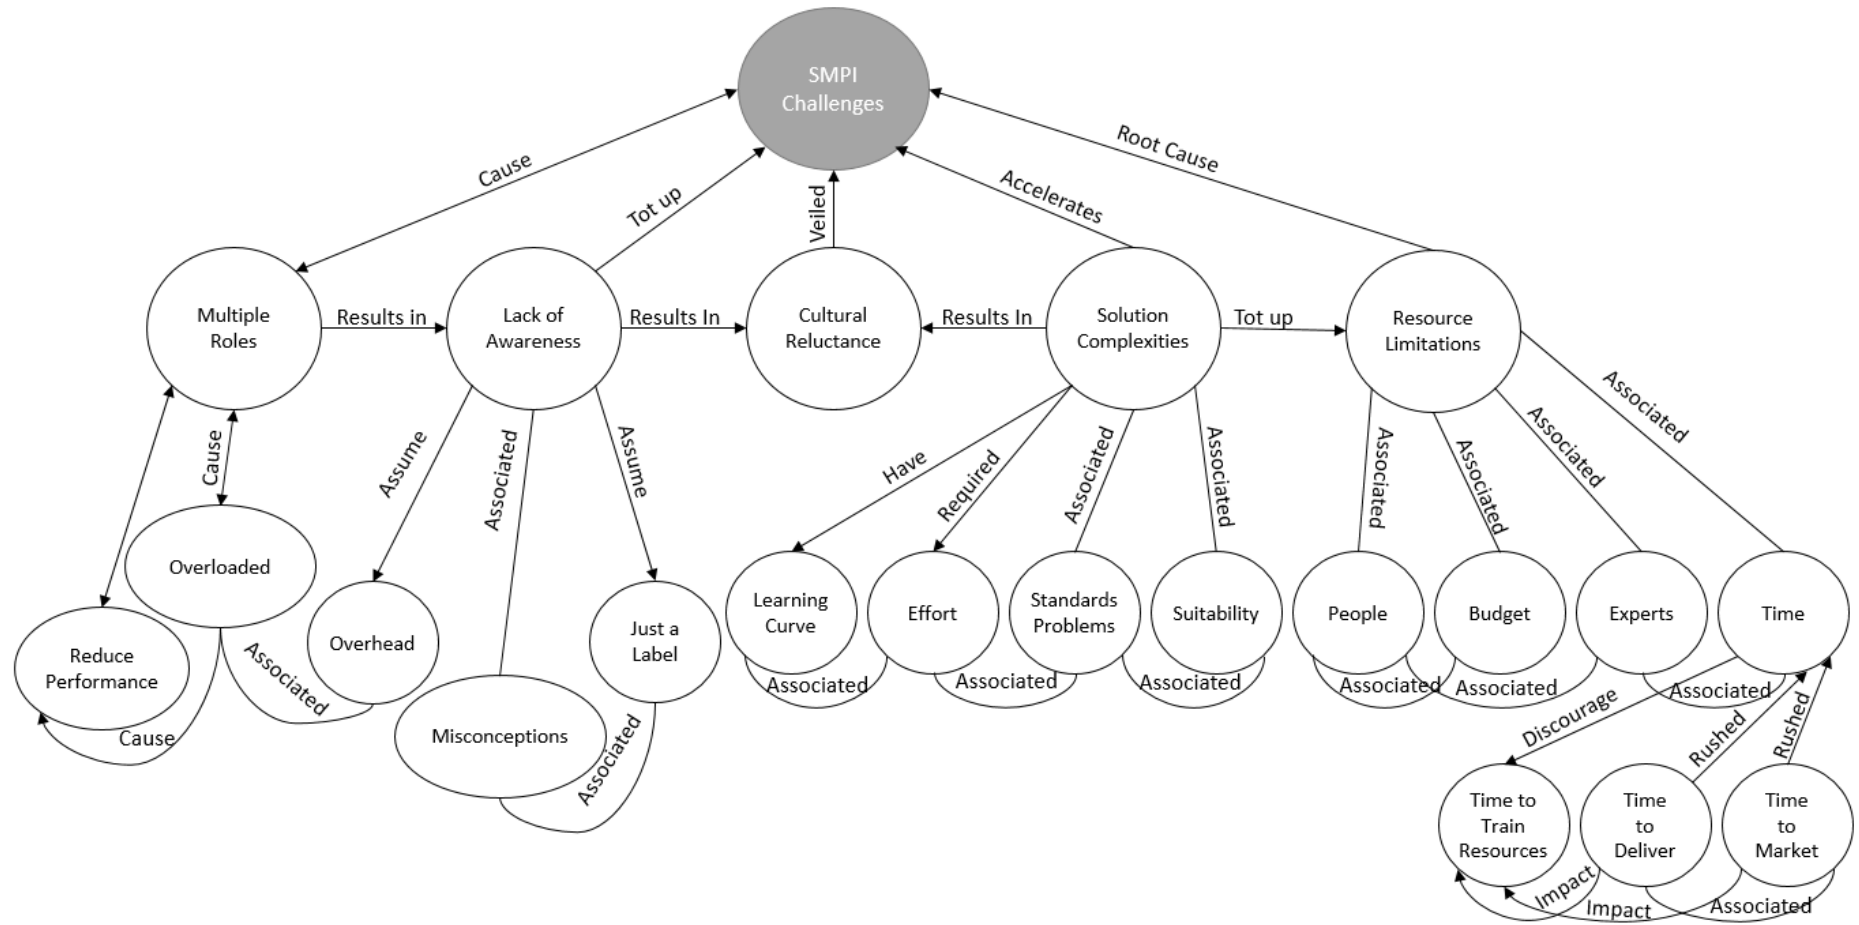 SMPI
Challenges
Cause
Tot up
Veiled
Accelerates
Root Cause
Multiple
Roles
Results in
Lack of
Awareness
Results In
Cultural
Reluctance
Results In
Solution
Complexities
Tot up
Resource
Limitations
Cause
Assume
Associated
Assume
Have
Required
Associated
Associated
Associated
Associated
Associated
Associated
Overloaded
Reduce
Performance
Cause
Associated
Overhead
Misconceptions
Just a
Label
Associated
Learning
Curve
Effort
Standards
Problems
Suitability
People
Budget
Experts
Time
Associated
Associated
Associated
Associated
Associated
Associated
Discourage
Rushed
Rushed
Time to
Train
Resources
Time
to
Deliver
Time
to
Market
Impact
Impact
Associated